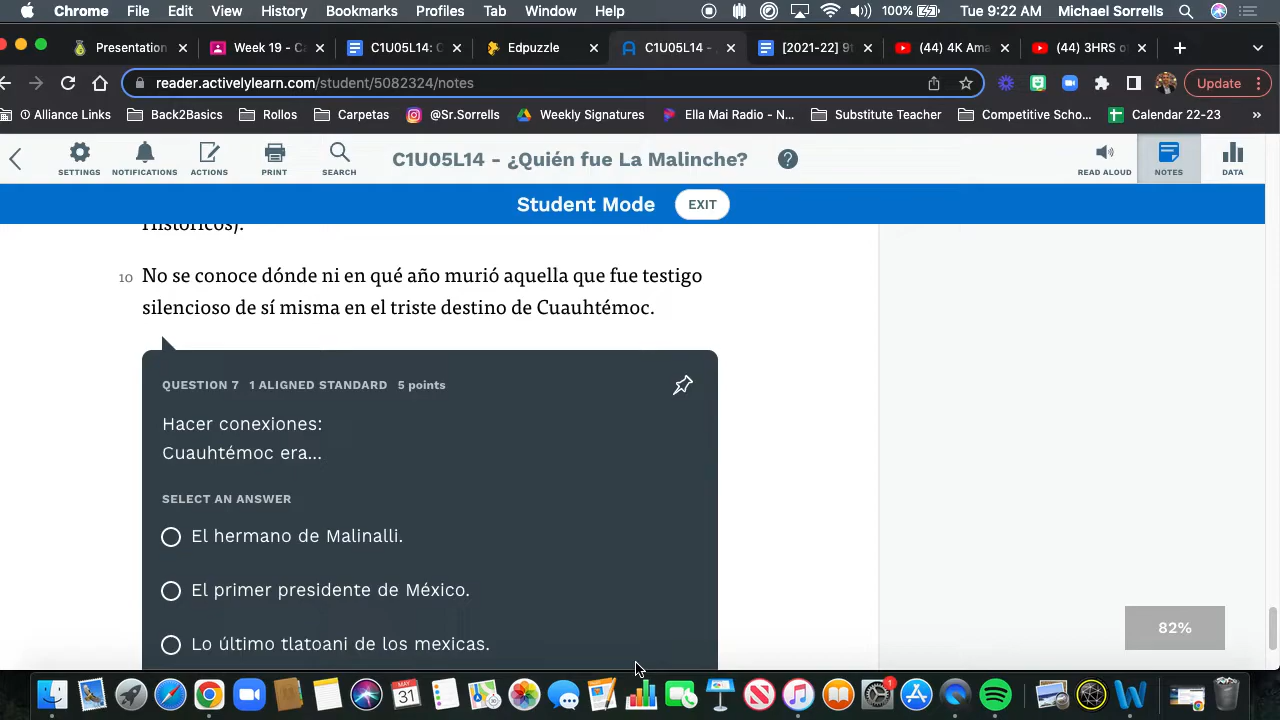 Chrome File Edit View History Bookmarks Profiles Tab Window Help 100% Tue 9:22 AM Michael Sorrells
Presentation Week 19 - Ca C1U05L14: C Edpuzzle C1U05L14 - [2021-22] 9t (44) 4K Ama (44) 3HRS o
reader.activelylearn.com/student/5082324/notes Update
Alliance Links Back2Basics Rollos Carpetas @Sr.Sorrells Weekly Signatures Ella Mai Radio - N... Substitute Teacher Competitive Scho... Calendar 22-23 »
SETTINGS NOTIFICATIONS ACTIONS PRINT SEARCH C1U05L14 - ¿Quién fue La Malinche? ? READ ALOUD NOTES DATA
Student Mode EXIT
Históricos).
10 No se conoce dónde ni en qué año murió aquella que fue testigo
silencioso de sí misma en el triste destino de Cuauhtémoc.
QUESTION 7 1 ALIGNED STANDARD 5 points
Hacer conexiones:
Cuauhtémoc era...
SELECT AN ANSWER
El hermano de Malinalli.
El primer presidente de México.
Lo último tlatoani de los mexicas.
82%
MAY
31
1